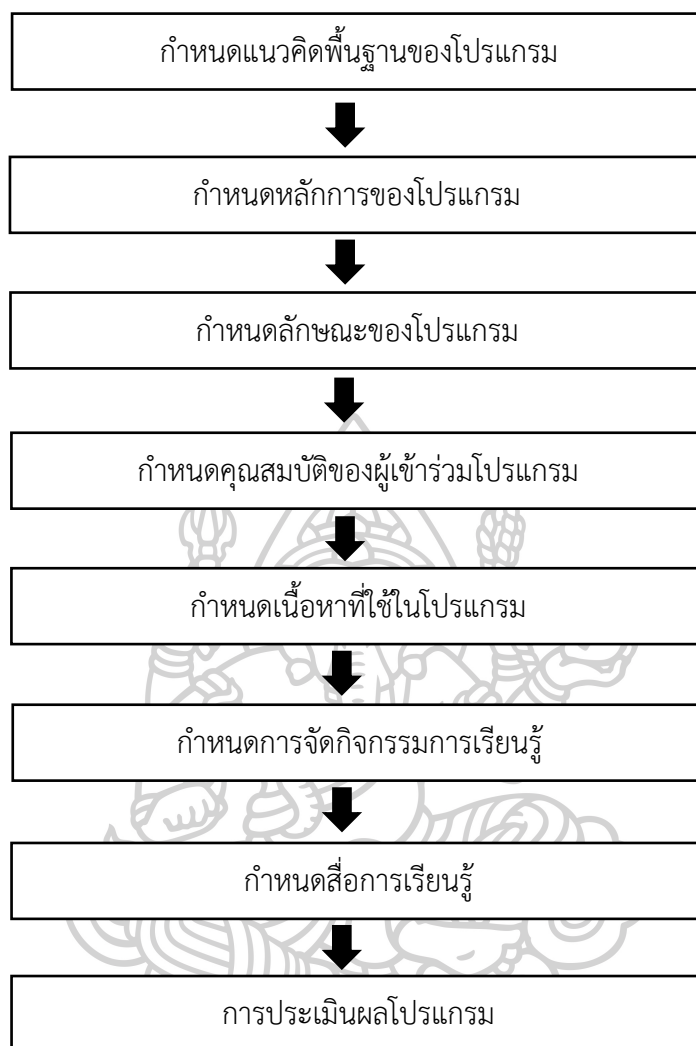 กำหนดแนวคิดพื้นฐานของโปรแกรม
กำหนดหลักการของโปรแกรม
กำหนดลักษณะของโปรแกรม
กำหนดคุณสมบัติของผู้เข้าร่วมโปรแกรม
กำหนดเนื้อหาที่ใช้ในโปรแกรม
กำหนดการจัดกิจกรรมการเรียนรู้
กำหนดสื่อการเรียนรู้
การประเมินผลโปรแกรม